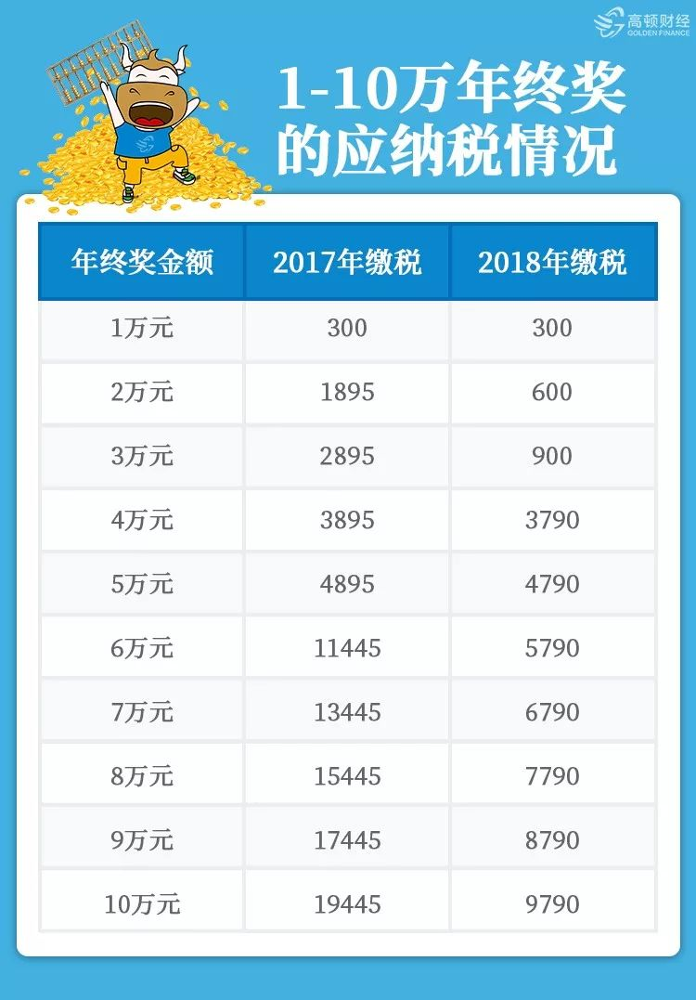 高顿财经
GOLDEN FINANCE
1-10万年终奖
的应纳税情况
年终奖金额 2017年缴税 2018年缴税
1万元 300 300
2万元 1895 600
3万元 2895 900
4万元 3895 3790
5万元 4895 4790
6万元 11445 5790
7万元 13445 6790
8万元 15445 7790
9万元 17445 8790
10万元 19445 9790